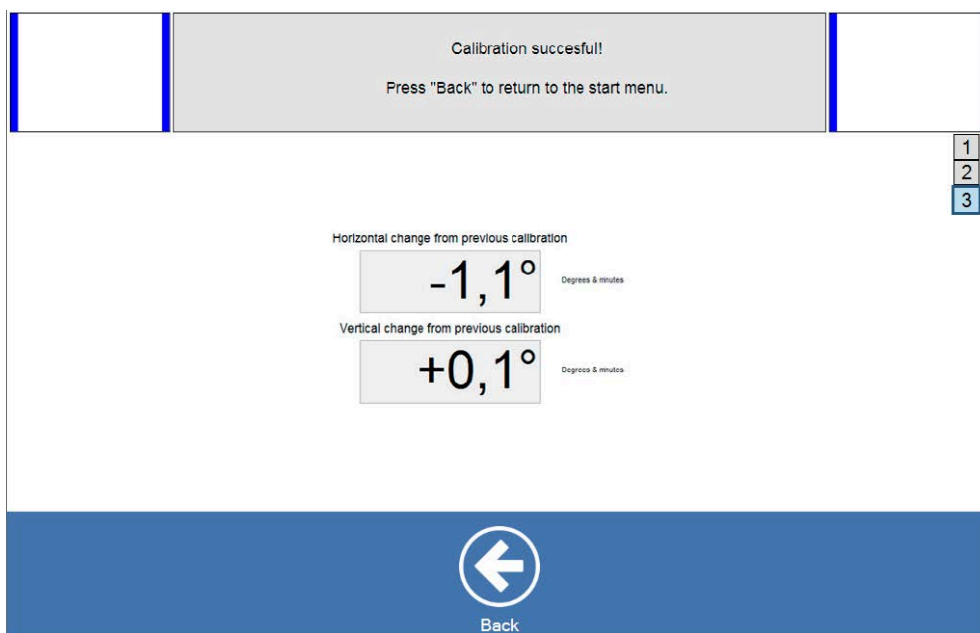 Calibration succesful!
Press "Back" to return to the start menu.
1
2
3
Horizontal change from previous calibration
-1,1°
Degrees & minutes
Vertical change from previous calibration
+0,1°
Degrees & minutes
Back